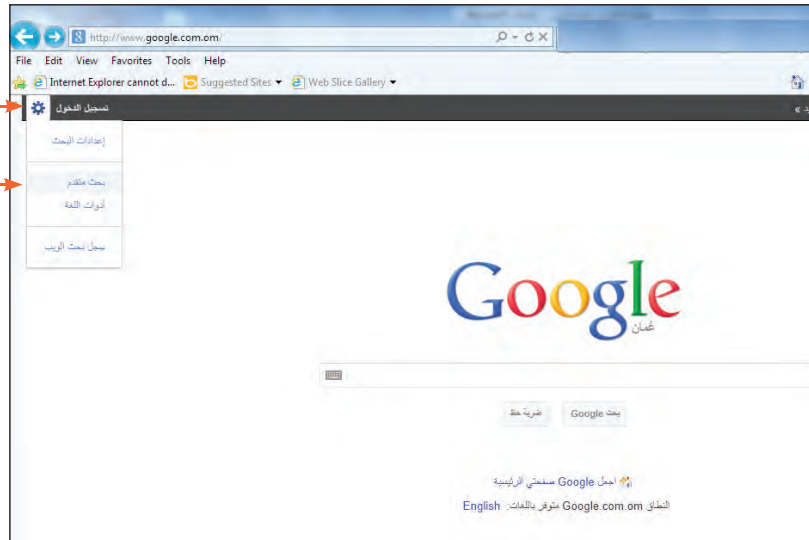 http://www.google.com.om/
File Edit View Favorites Tools Help
Internet Explorer cannot d... Suggested Sites Web Slice Gallery
تسجيل الدخول
إعدادات البحث
بحث متقدم
أدوات اللغة
سجل بحث الويب
Google
عُمان
بحث Google ضربة حظ
اجعل Google صفحتي الرئيسية
النطاق Google.com.om متوفر باللغات: English